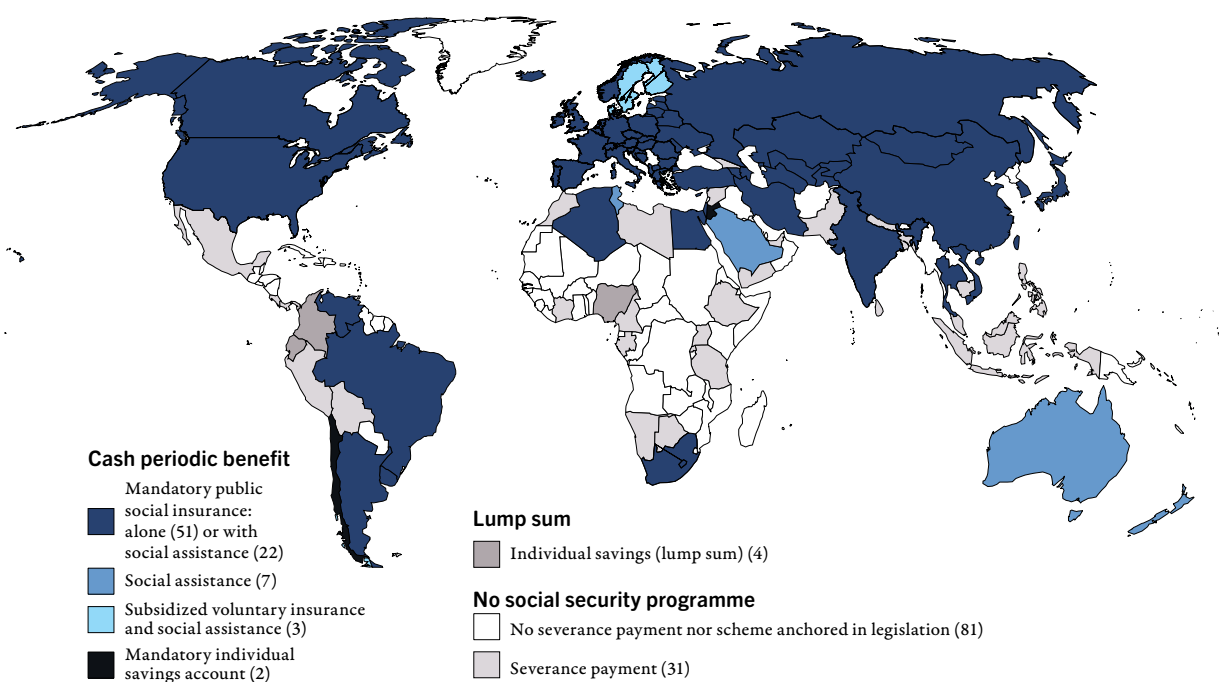 Cash periodic benefit
Mandatory public
social insurance:
alone (51) or with
social assistance (22)
Social assistance (7)
Subsidized voluntary insurance
and social assistance (3)
Mandatory individual
savings account (2)
Lump sum
Individual savings (lump sum) (4)
No social security programme
No severance payment nor scheme anchored in legislation (81)
Severance payment (31)